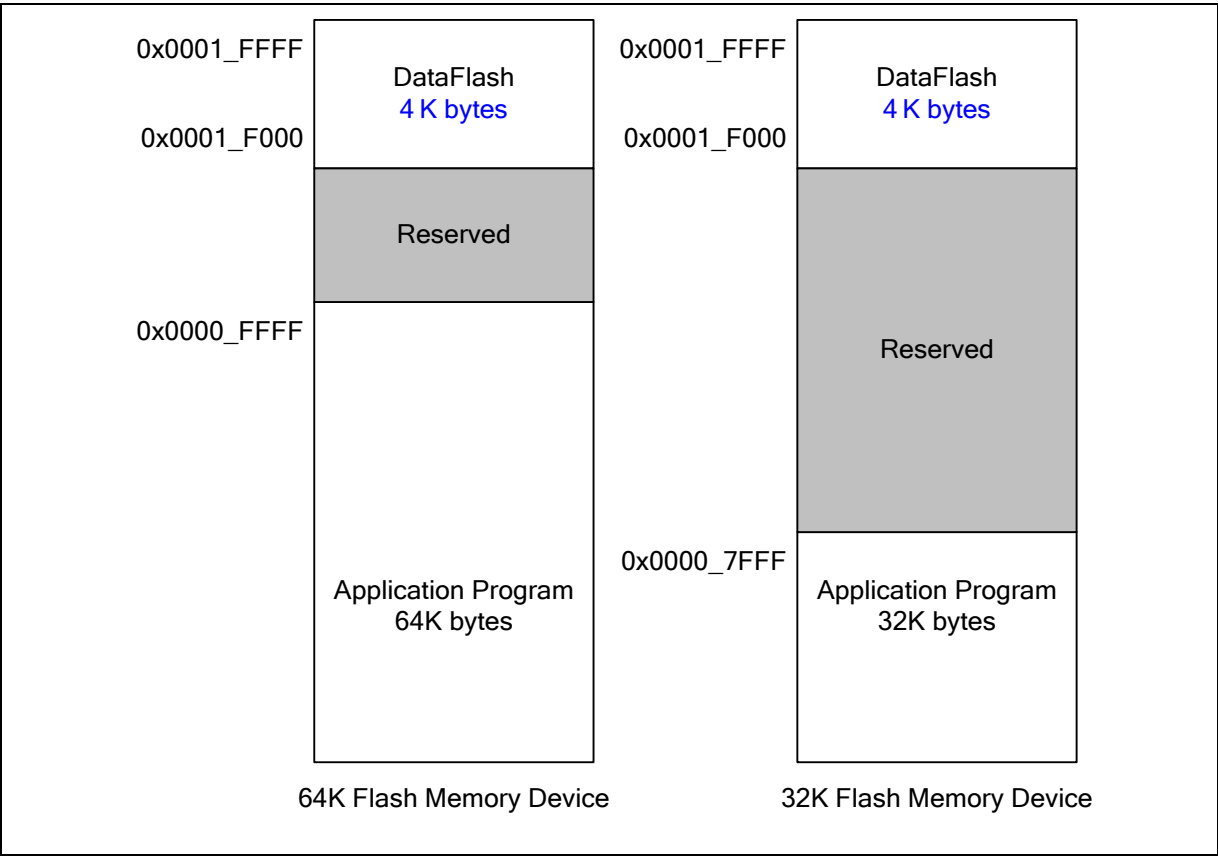 0x0001_FFFF
DataFlash
4 K bytes
0x0001_F000
Reserved
0x0000_FFFF
Application Program
64K bytes
64K Flash Memory Device
0x0001_FFFF
DataFlash
4 K bytes
0x0001_F000
Reserved
0x0000_7FFF
Application Program
32K bytes
32K Flash Memory Device